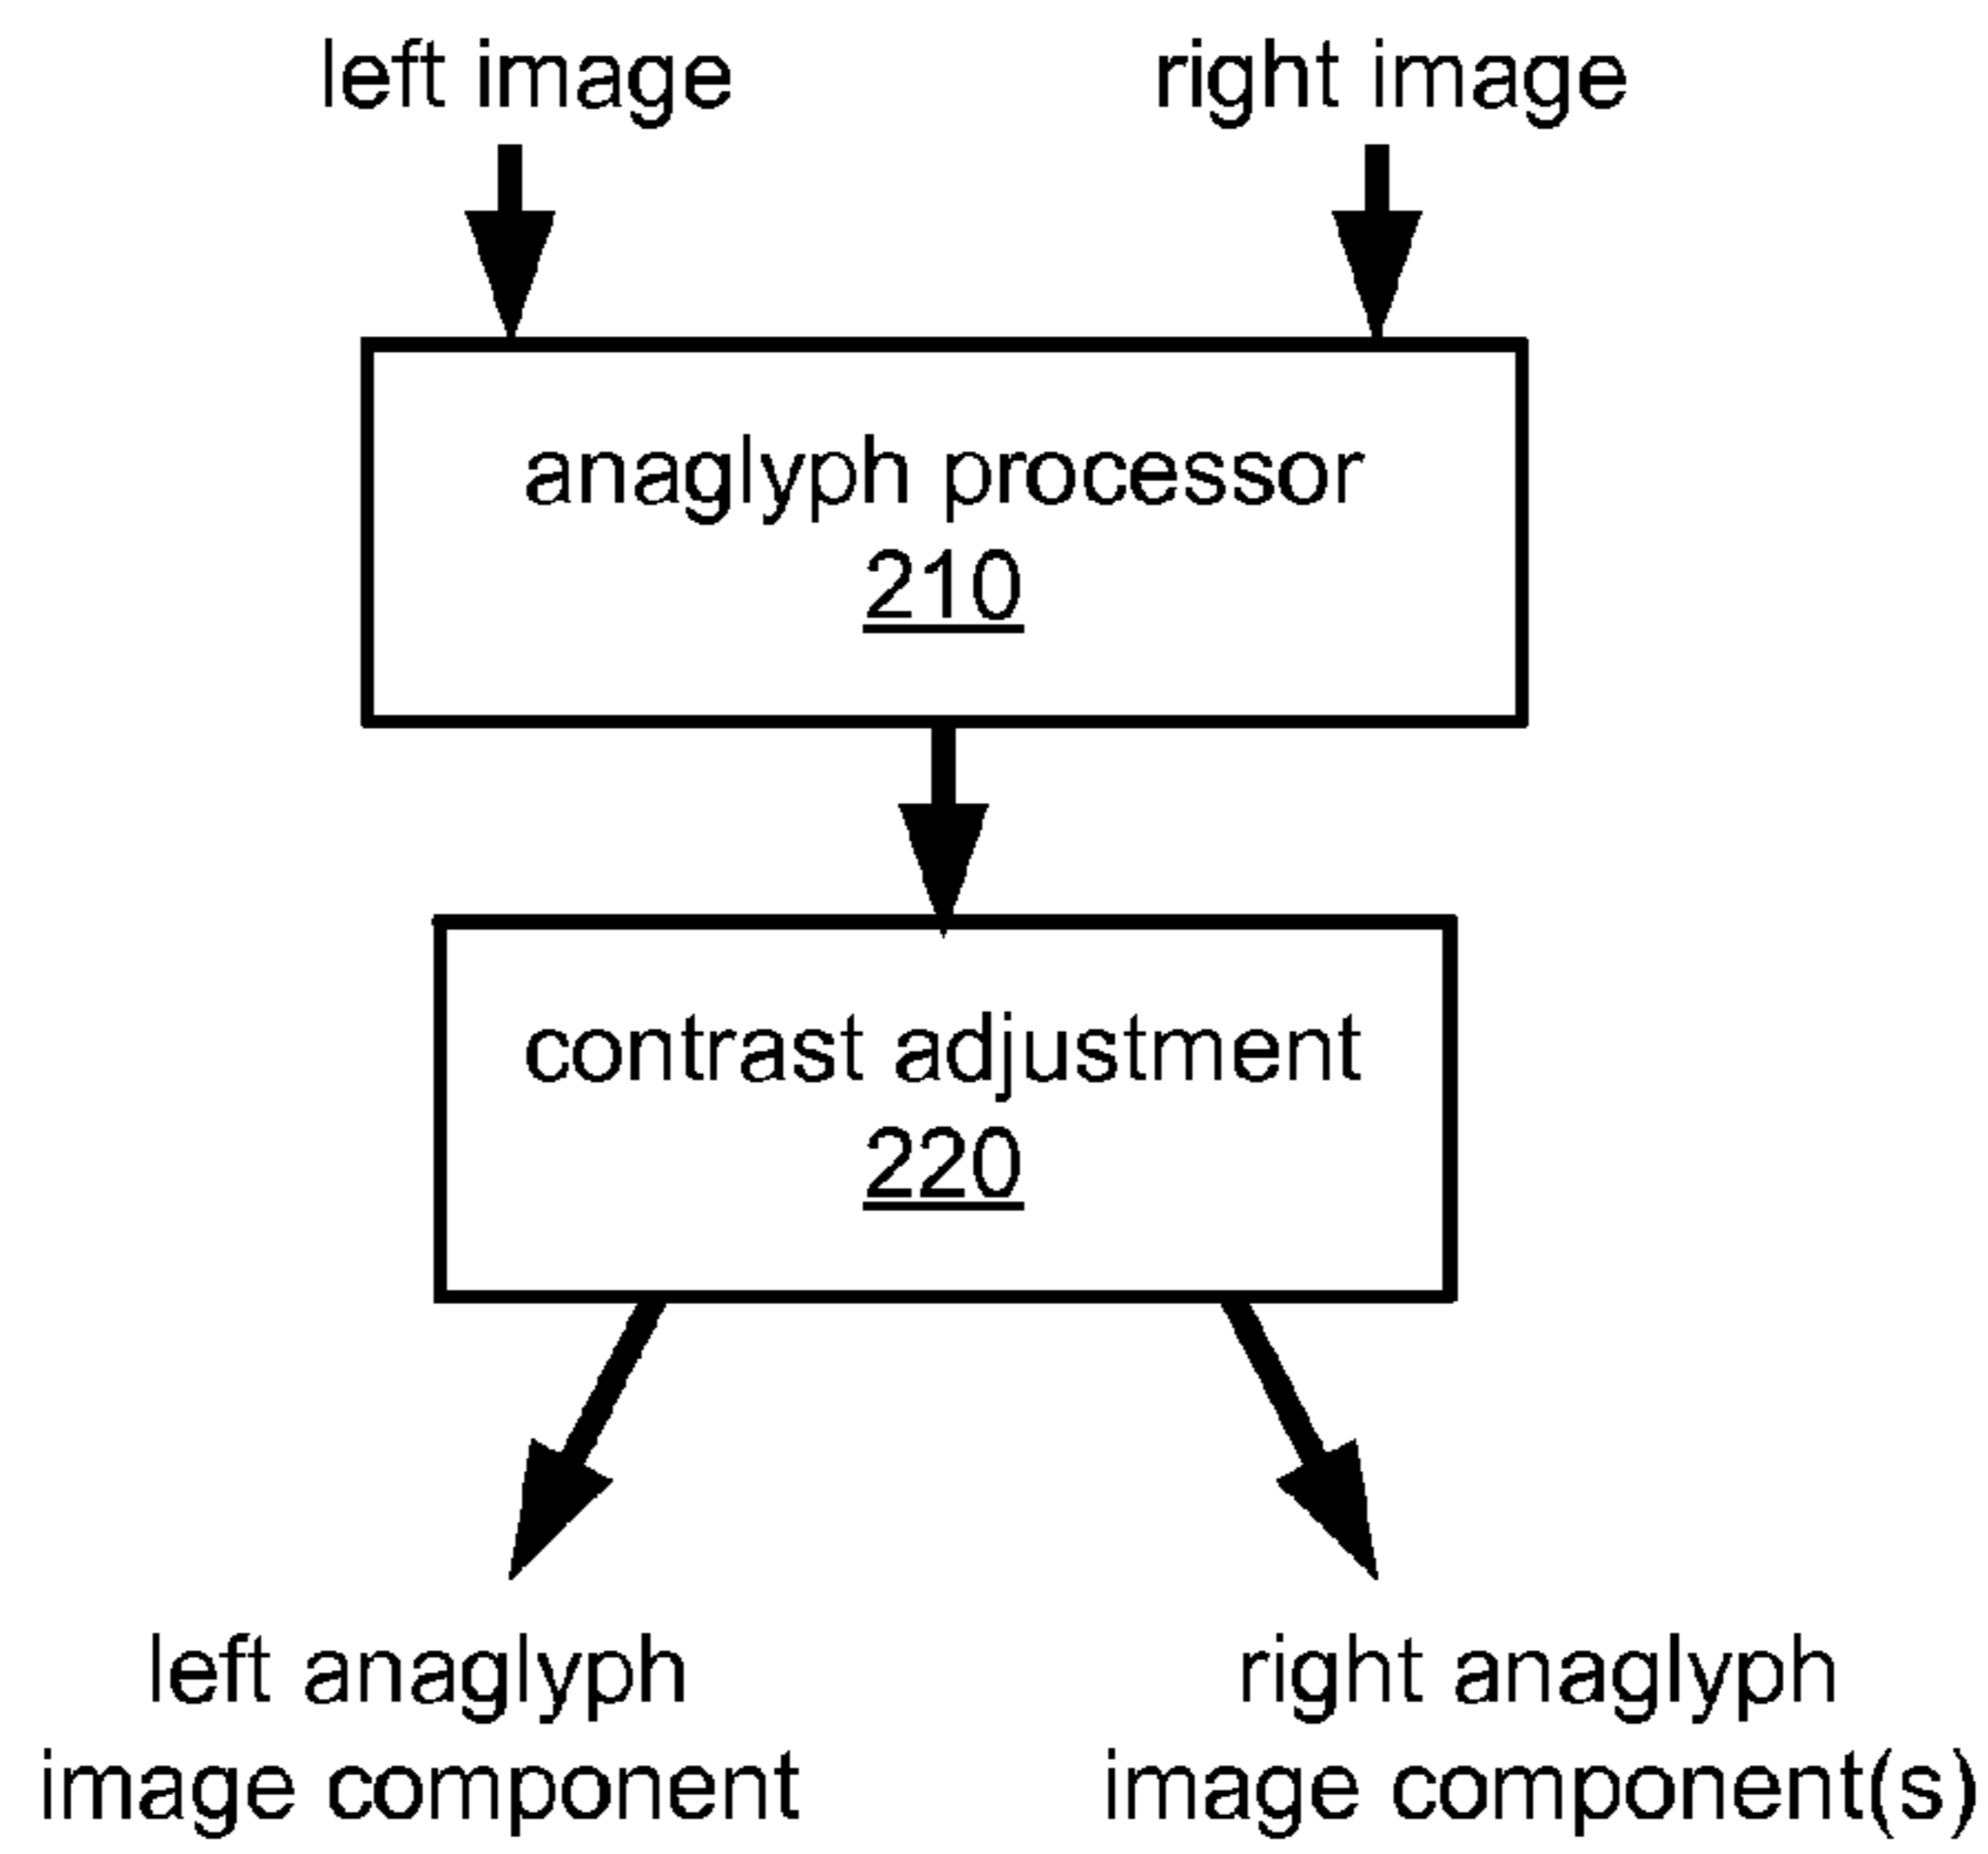 left image
right image
anaglyph processor
210
contrast adjustment
220
left anaglyph
image component
right anaglyph
image component(s)